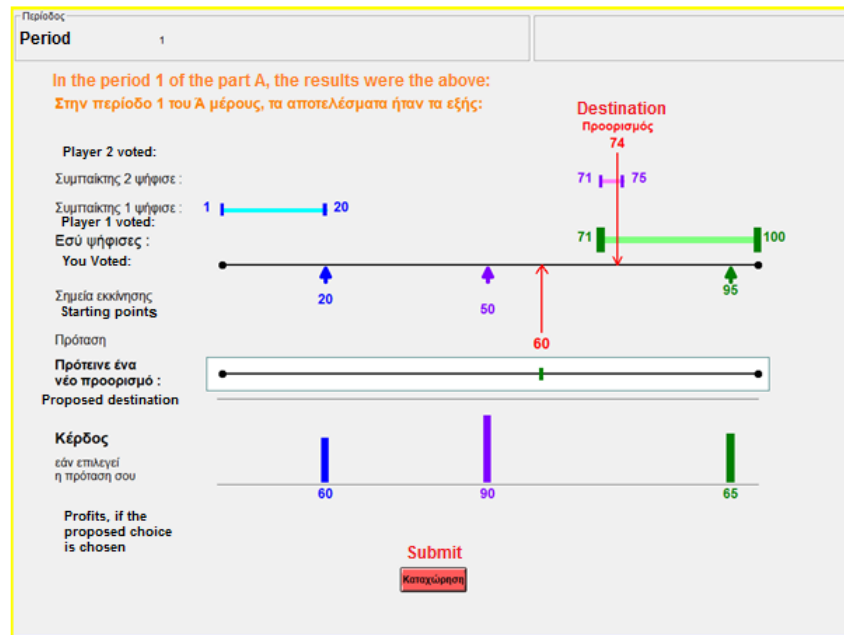 Περίοδος
Period 1
In the period 1 of the part A, the results were the above:
Στην περίοδο 1 του Ά μέρους, τα αποτελέσματα ήταν τα εξής:
Destination
Προορισμός
74
Player 2 voted:
Συμπαίκτης 2 ψήφισε :
71 75
Συμπαίκτης 1 ψήφισε :
1 20
Player 1 voted:
Εσύ ψήφισες :
71 100
You Voted:
Σημεία εκκίνησης
20 50 95
Starting points
Πρόταση
60
Πρότεινε ένα
νέο προορισμό :
Proposed destination
Κέρδος
εάν επιλεγεί
η πρόταση σου
60 90 65
Profits, if the
proposed choice
is chosen
Submit
Καταχώρηση